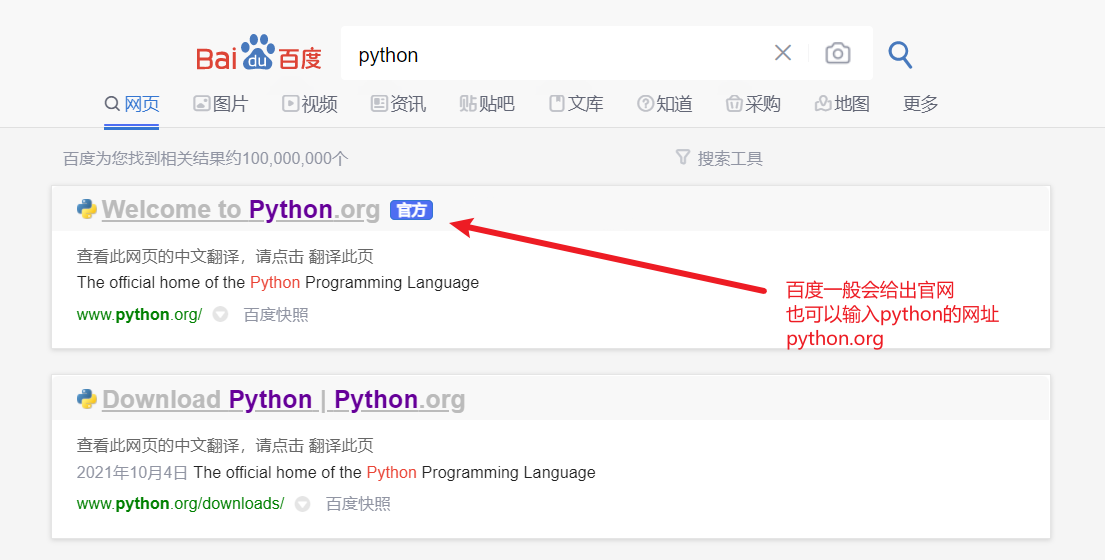 Bai du 百度 python
网页 图片 视频 资讯 贴贴吧 文库 知道 采购 地图 更多
百度为您找到相关结果约100,000,000个 搜索工具
Welcome to Python.org 官方
查看此网页的中文翻译，请点击 翻译此页
The official home of the Python Programming Language
www.python.org/ 百度快照
百度一般会给出官网
也可以输入python的网址
python.org
Download Python | Python.org
查看此网页的中文翻译，请点击 翻译此页
2021年10月4日 The official home of the Python Programming Language
www.python.org/downloads/ 百度快照